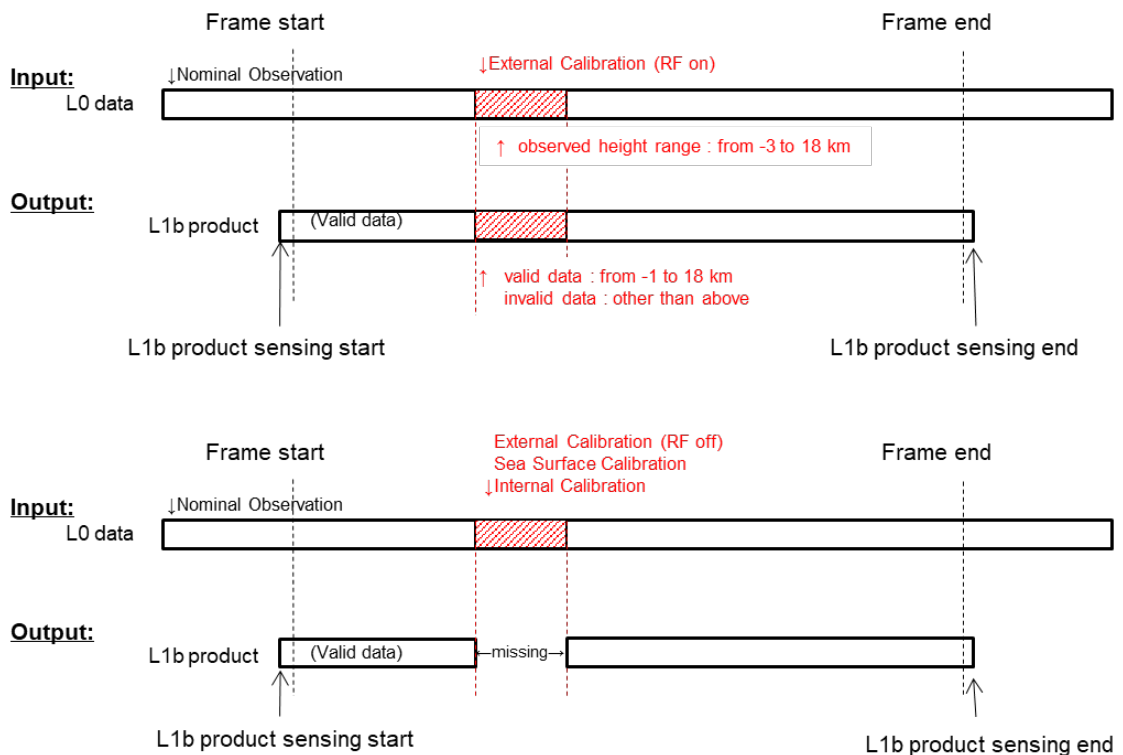 Frame start
Frame end
Input:
↓External Calibration (RF on)
↓Nominal Observation
L0 data
↑ observed height range : from -3 to 18 km
Output:
L1b product
(Valid data)
↑ valid data : from -1 to 18 km
invalid data : other than above
L1b product sensing start
L1b product sensing end
External Calibration (RF off)
Frame start
Frame end
Sea Surface Calibration
↓Internal Calibration
Input:
↓Nominal Observation
L0 data
Output:
L1b product
(Valid data)
←missing→
L1b product sensing start
L1b product sensing end